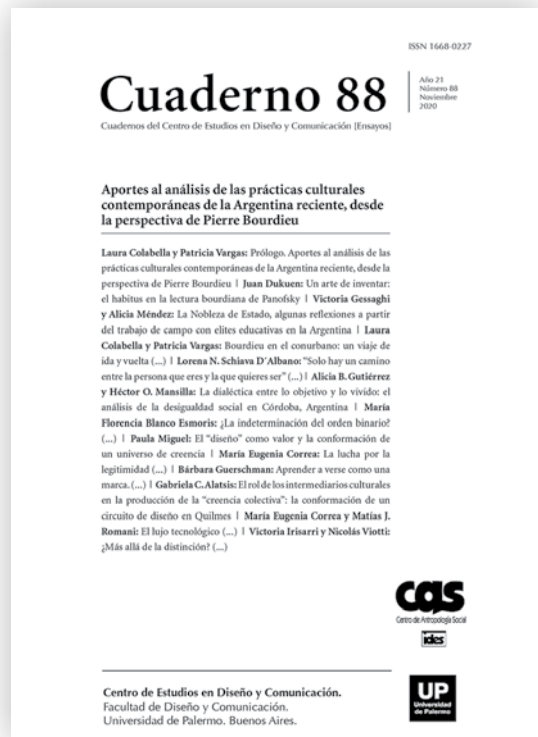 ISSN 1668-0227
Cuaderno 88
Año 21
Número 88
Noviembre
2020
Cuadernos del Centro de Estudios en Diseño y Comunicación [Ensayos]
Aportes al análisis de las prácticas culturales
contemporáneas de la Argentina reciente, desde
la perspectiva de Pierre Bourdieu
Laura Colabella y Patricia Vargas: Prólogo. Aportes al análisis de las
prácticas culturales contemporáneas de la Argentina reciente, desde la
perspectiva de Pierre Bourdieu | Juan Dukuen: Un arte de inventar:
el habitus en la lectura bourdiana de Panofsky | Victoria Gessaghi
y Alicia Méndez: La Nobleza de Estado, algunas reflexiones a partir
del trabajo de campo con elites educativas en la Argentina | Laura
Colabella y Patricia Vargas: Bourdieu en el conurbano: un viaje de
ida y vuelta (...) | Lorena N. Schiava D´Albano: “Solo hay un camino
entre la persona que eres y la que quieres ser” (...) | Alicia B. Gutiérrez
y Héctor O. Mansilla: La dialéctica entre lo objetivo y lo vivido: el
análisis de la desigualdad social en Córdoba, Argentina | María
Florencia Blanco Esmoris: ¿La indeterminación del orden binario?
(...) | Paula Miguel: El “diseño” como valor y la conformación de
un universo de creencia | María Eugenia Correa: La lucha por la
legitimidad (...) | Bárbara Guerschman: Aprender a verse como una
marca. (...) | Gabriela C. Alatsis: El rol de los intermediarios culturales
en la producción de la “creencia colectiva”: la conformación de un
circuito de diseño en Quilmes | María Eugenia Correa y Matías J.
Romani: El lujo tecnológico (...) | Victoria Irisarri y Nicolás Viotti:
¿Más allá de la distinción? (...)
cas
Centro de Antropología Social
ides
Centro de Estudios en Diseño y Comunicación.
Facultad de Diseño y Comunicación.
Universidad de Palermo. Buenos Aires.
UP
Universidad
de Palermo